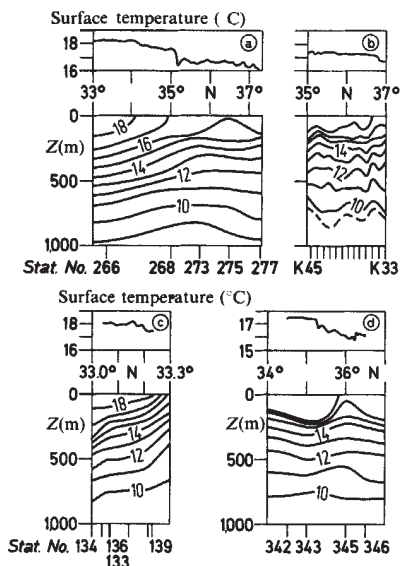 Surface temperature ( C)
18
16
a
b
33° 35° N 37° 35° N 37°
0
Z(m)
500
1,000
18
16
14
12
10
14
12
10
Stat. No. 266 268 273 275 277 K45 K33
Surface temperature (°C)
18
16
c
17
15
d
33.0° N 33.3° 34° 36° N
0
Z(m)
500
1,000
18
14
12
10
0
Z(m)
500
1,000
14
12
10
Stat. No. 134 136 139 342 343 345 346
133